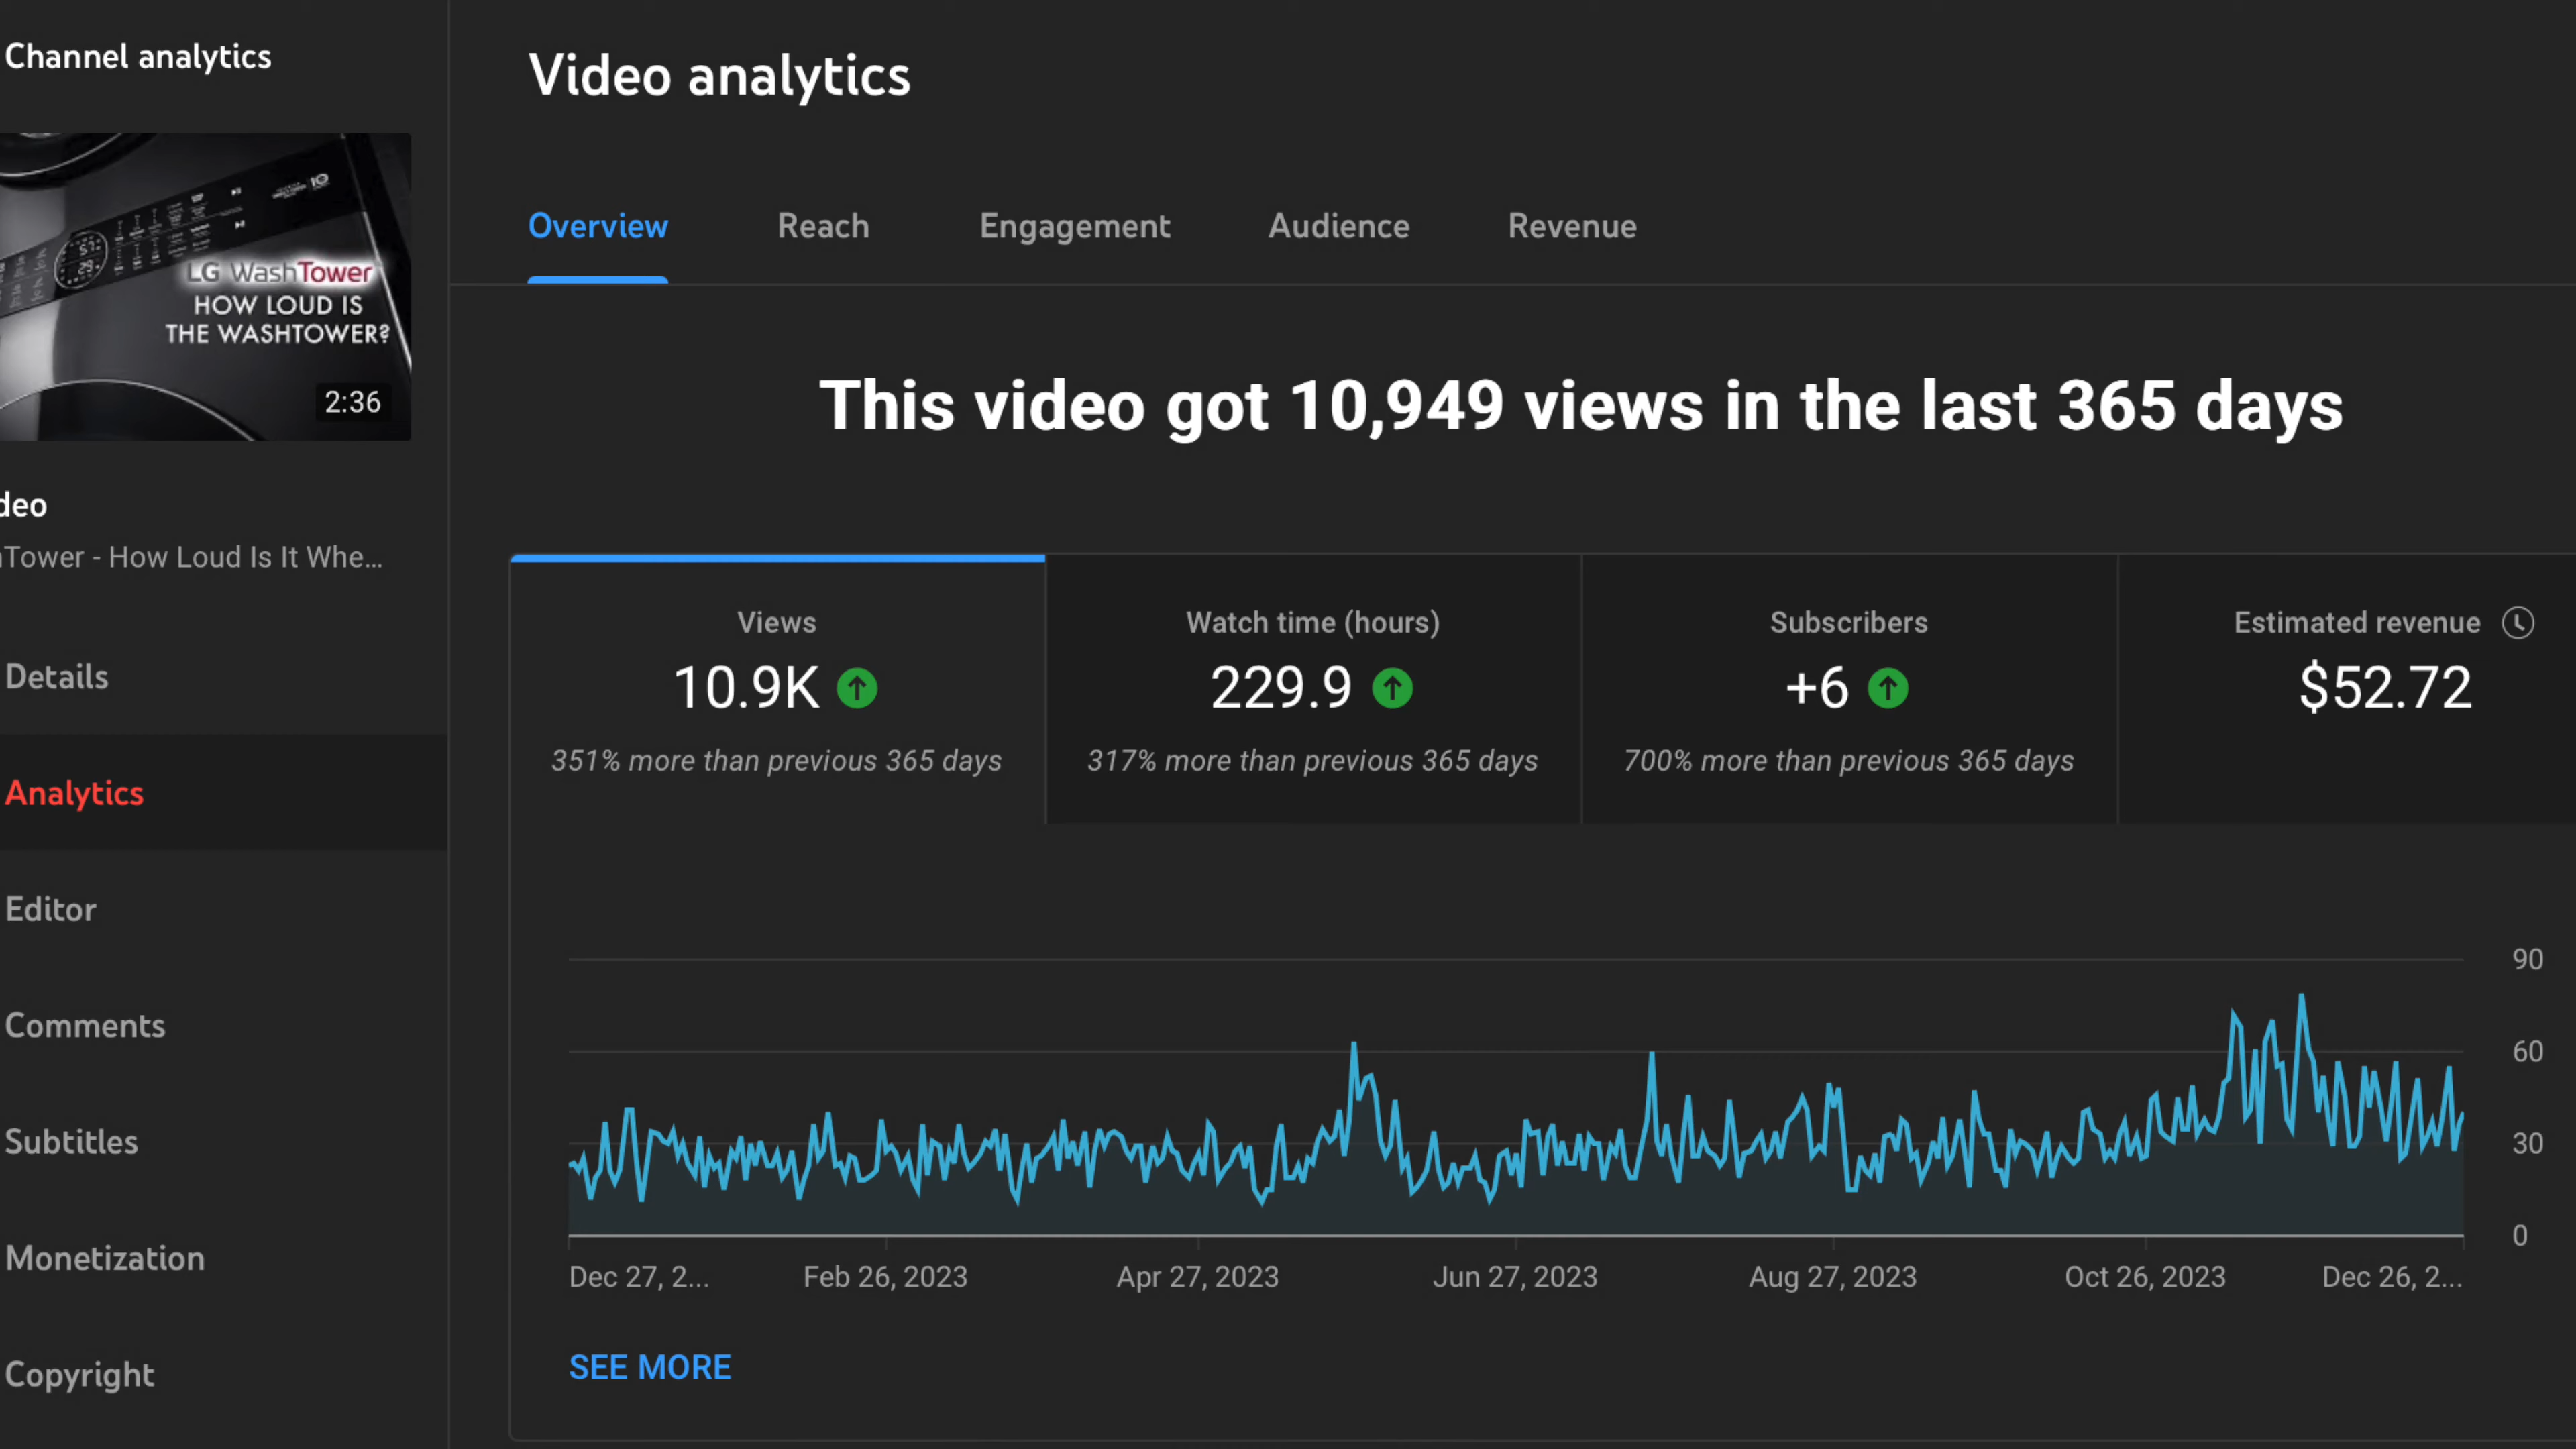 Channel analytics
LG WashTower
HOW LOUD IS
THE WASHTOWER?
2:36
deo
Tower - How Loud Is It Whe...
Details
Analytics
Editor
Comments
Subtitles
Monetization
Copyright
Video analytics
Overview Reach Engagement Audience Revenue
This video got 10,949 views in the last 365 days
Views
10.9K
351% more than previous 365 days
Watch time (hours)
229.9
317% more than previous 365 days
Subscribers
+6
700% more than previous 365 days
Estimated revenue
$52.72
90
60
30
0
Dec 27, 2... Feb 26, 2023 Apr 27, 2023 Jun 27, 2023 Aug 27, 2023 Oct 26, 2023 Dec 26, 2...
SEE MORE